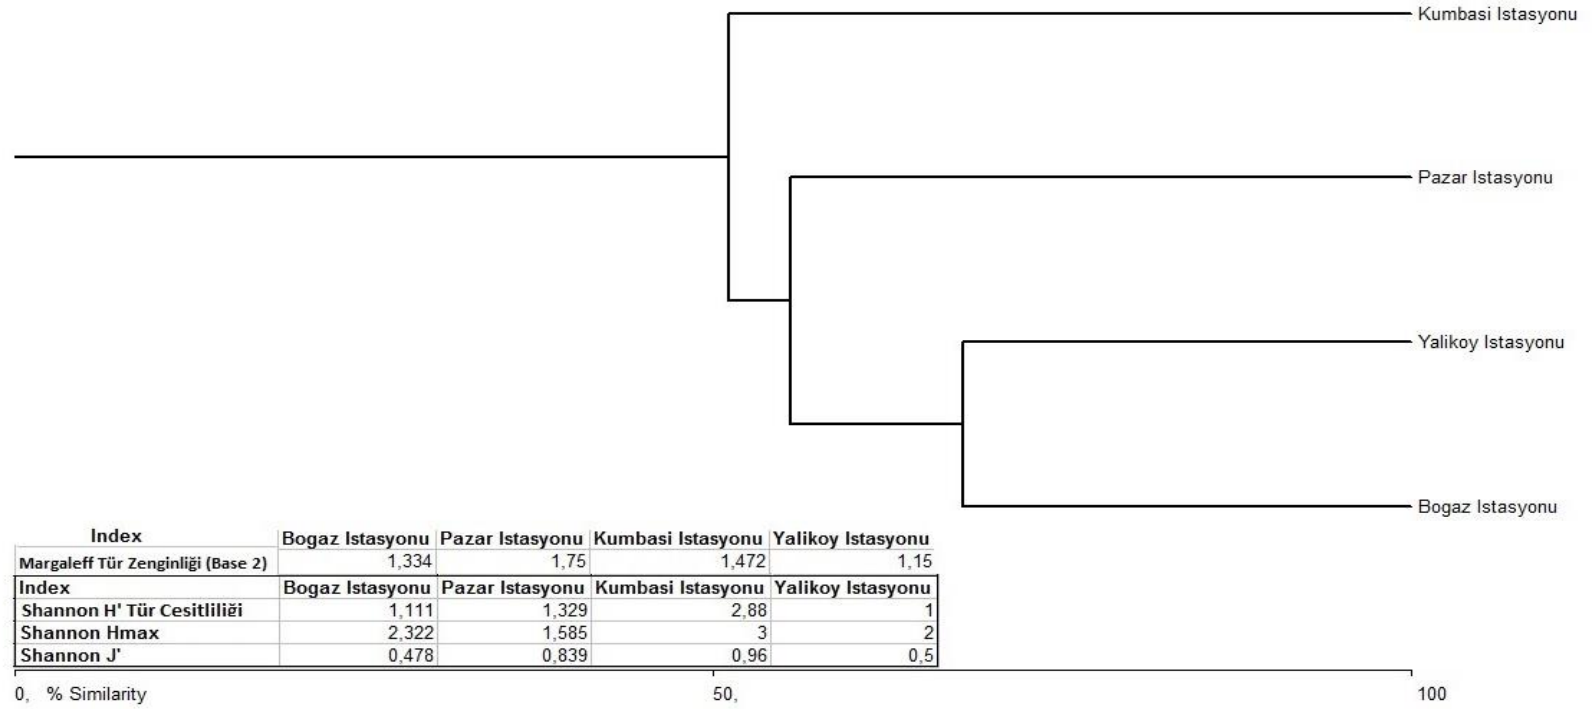 Kumbasi Istasyonu
Pazar Istasyonu
Yalikoy Istasyonu
Bogaz Istasyonu
Index Bogaz Istasyonu Pazar Istasyonu Kumbasi Istasyonu Yalikoy Istasyonu
Margaleff Tür Zenginliği (Base 2) 1,334 1,75 1,472 1,15
Index Bogaz Istasyonu Pazar Istasyonu Kumbasi Istasyonu Yalikoy Istasyonu
Shannon H' Tür Cesitliliği 1,111 1,329 2,88 1
Shannon Hmax 2,322 1,585 3 2
Shannon J' 0,478 0,839 0,96 0,5
0, % Similarity 50, 100